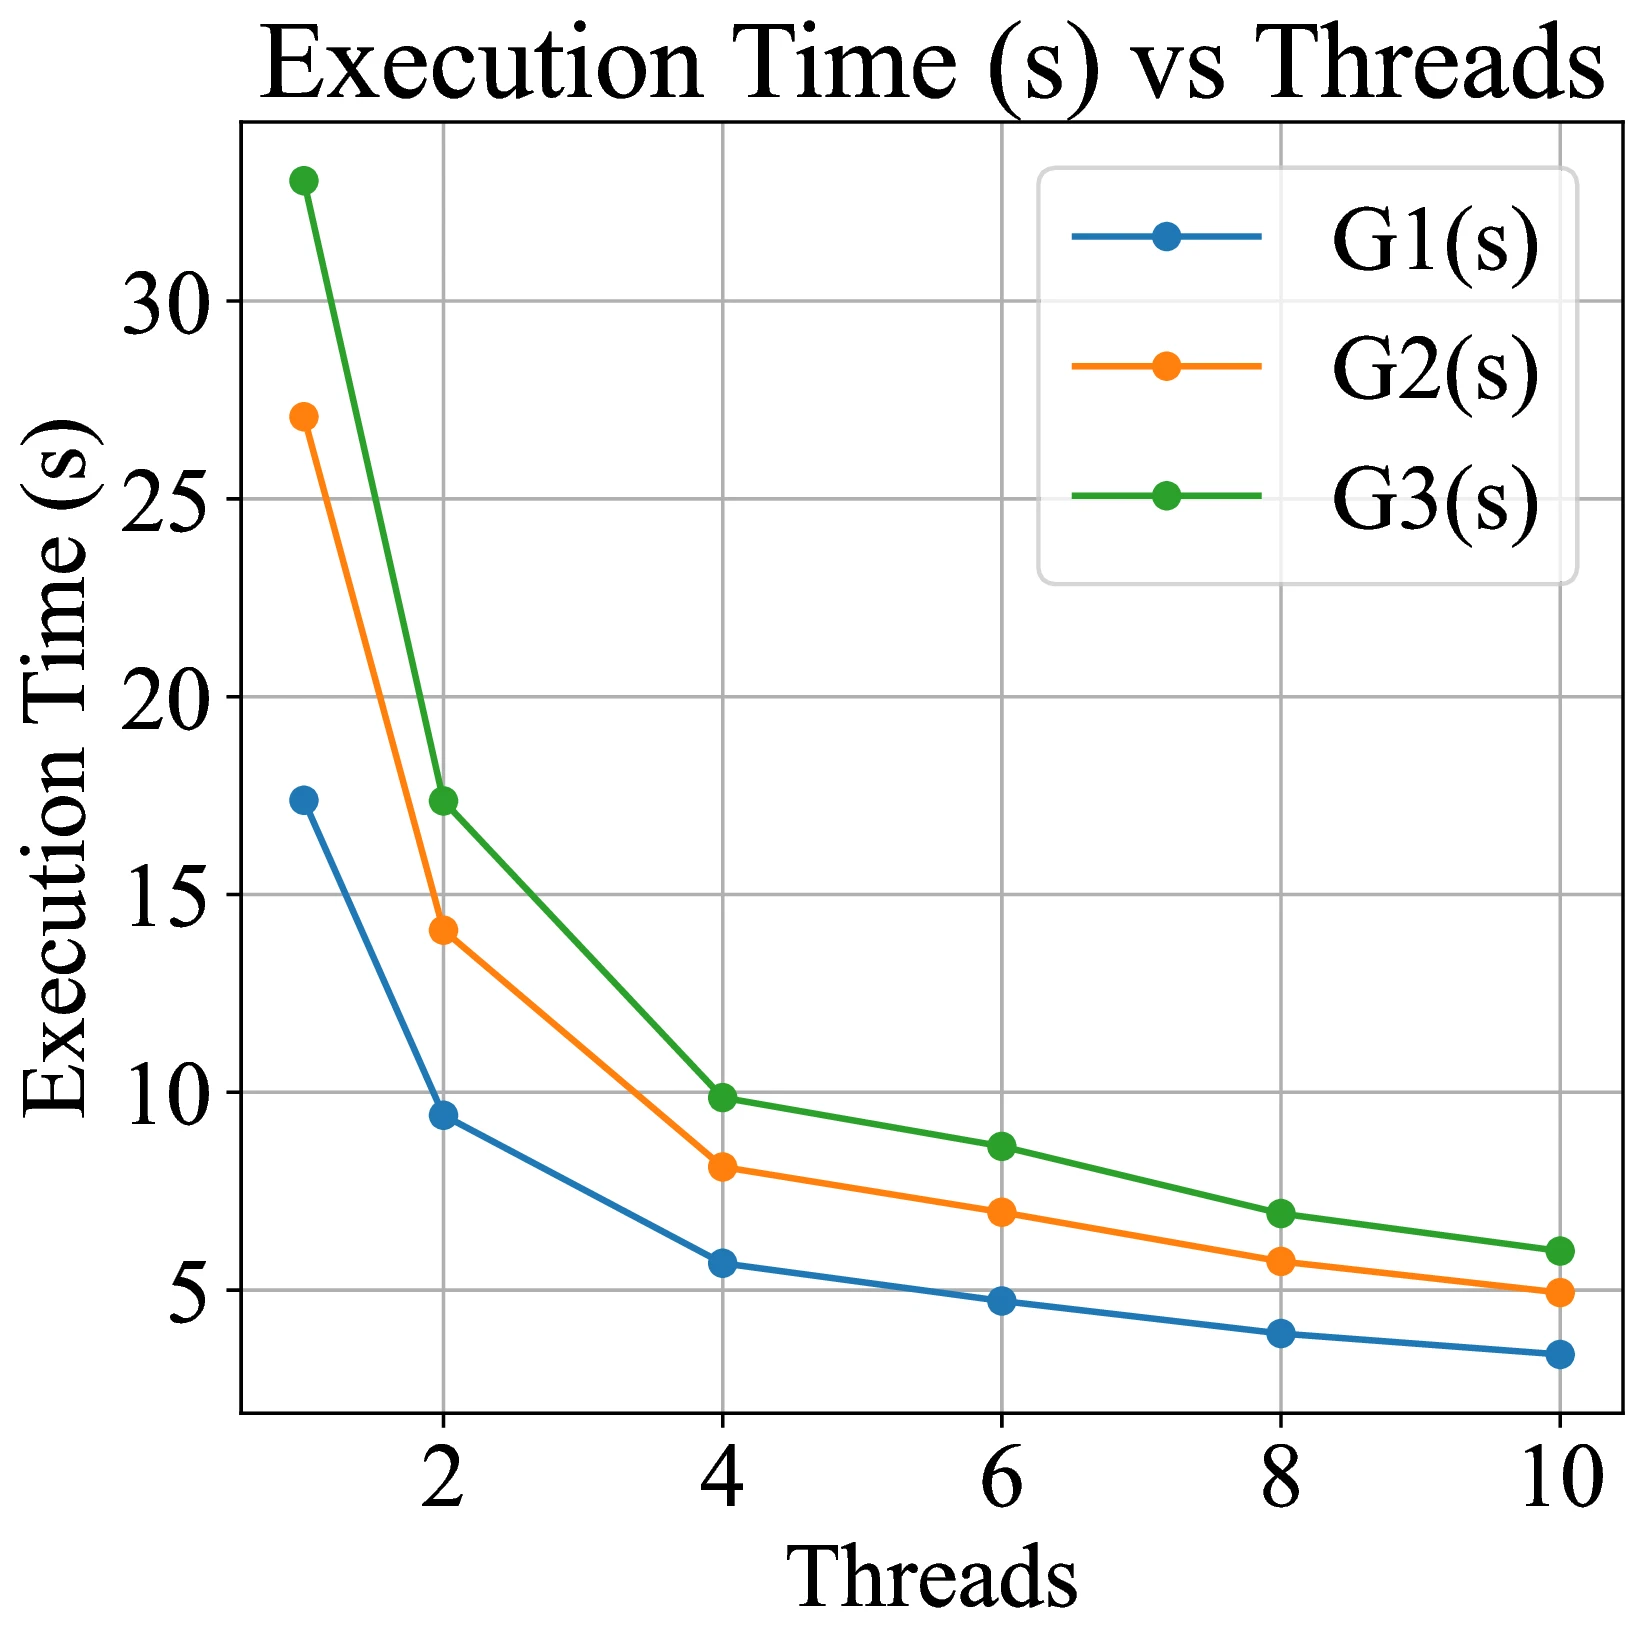 Execution Time (s) vs Threads
G1(s)
G2(s)
G3(s)
Execution Time (s)
30
25
20
15
10
5
2 4 6 8 10
Threads